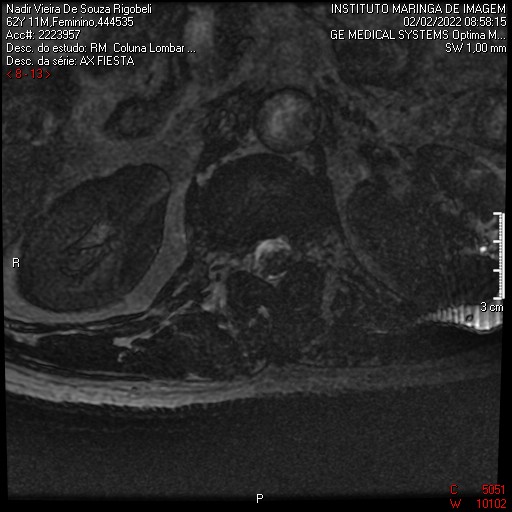 Nadir Vieira De Souza Rigobeli
62Y 11M,Feminino,444535
Acc#: 2223957
Desc. do estudo: RM Coluna Lombar ...
Desc. da série: AX FIESTA
< 8 - 13 >
INSTITUTO MARINGA DE IMAGEM
02/02/2022 08:58:15
GE MEDICAL SYSTEMS Optima M...
SW 1,00 mm
R
3 cm
P
C 5051
W 10102